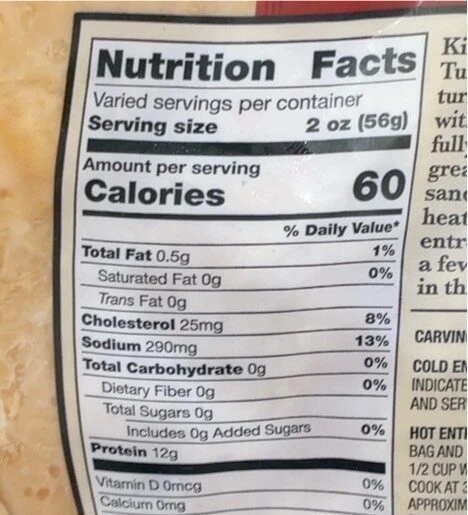 Nutrition Facts
Varied servings per container
Serving size 2 oz (56g)
Amount per serving
Calories 60
% Daily Value*
Total Fat 0.5g 1%
Saturated Fat 0g 0%
Trans Fat 0g
Cholesterol 25mg 8%
Sodium 290mg 13%
Total Carbohydrate 0g 0%
Dietary Fiber 0g 0%
Total Sugars 0g
Includes 0g Added Sugars 0%
Protein 12g
Vitamin D 0mcg 0%
Calcium 0mg 0%
Ki
Tu
tur
wit
full
grea
sand
heat
entr
a few
in th
CARVIN
COLD EN
INDICATE
AND SER
HOT ENT
BAG AND
1/2 CUP W
COOK AT 3
APPROXIM